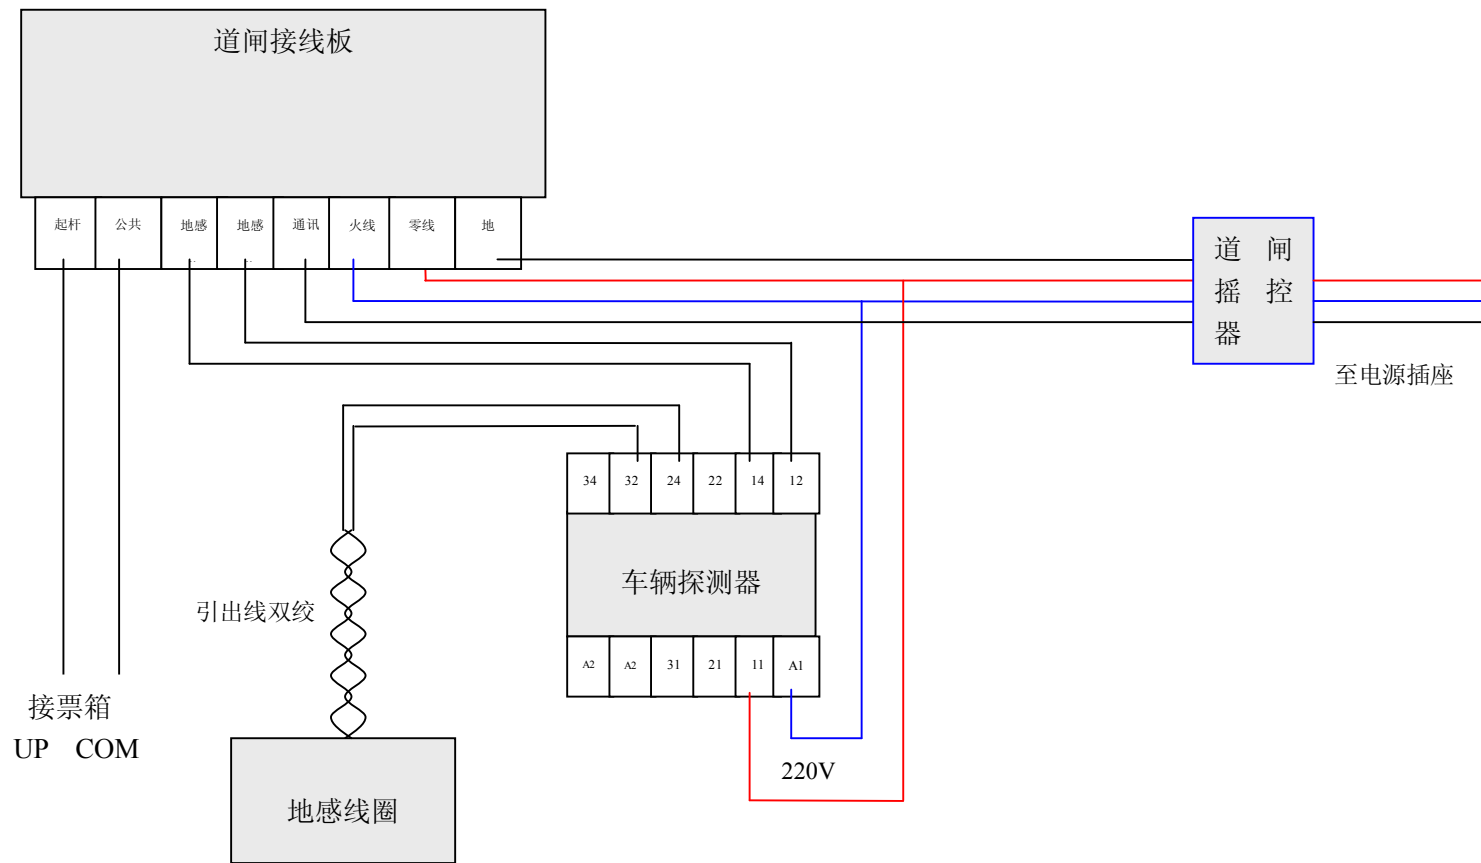 道闸接线板
起杆 公共 地感 地感 通讯 火线 零线 地
道 闸
摇 控
器
至电源插座
34 32 24 22 14 12
车辆探测器
引出线双绞
A2 A2 31 21 11 A1
接票箱
UP COM
220V
地感线圈